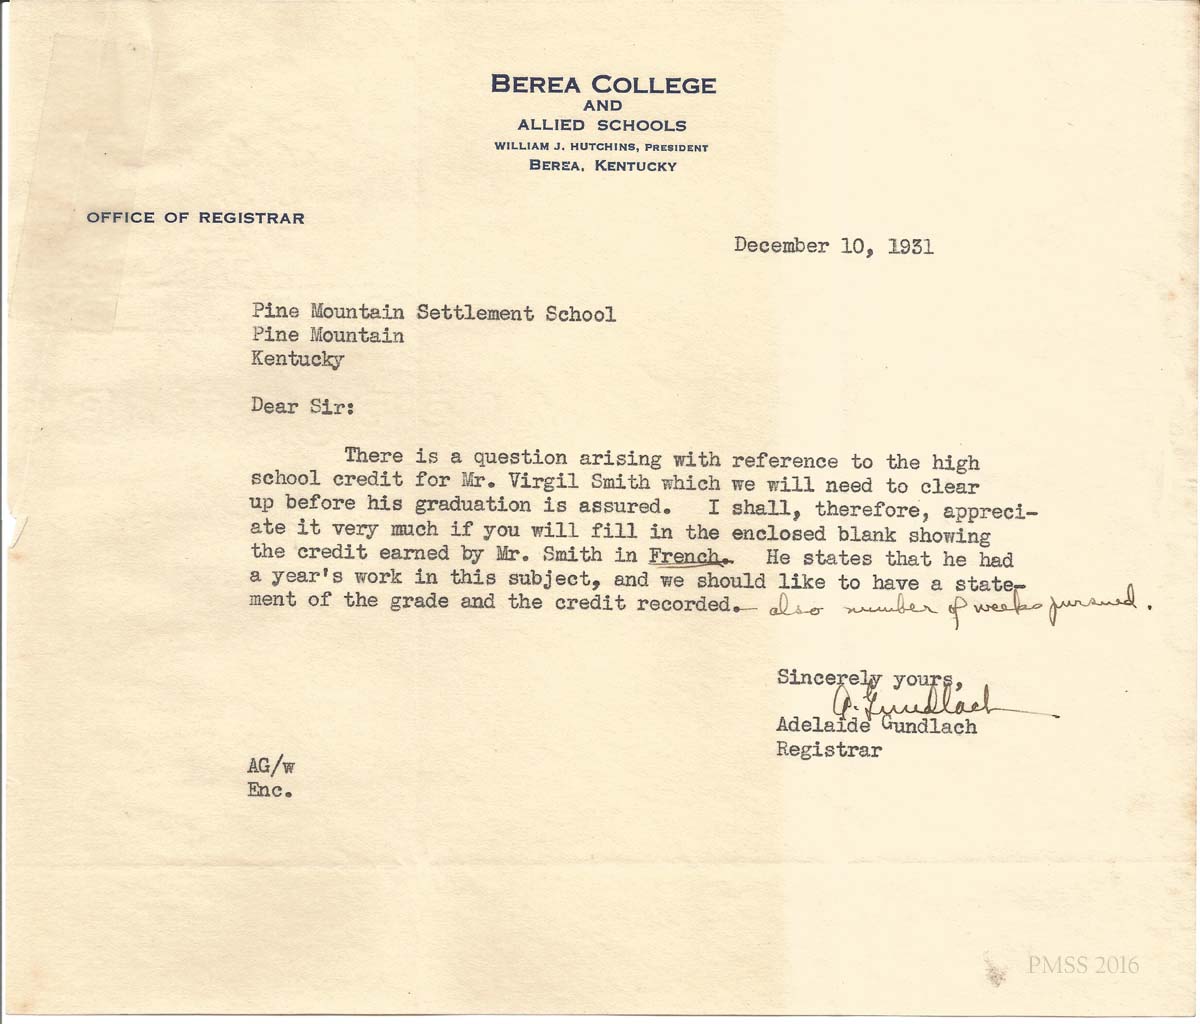 BEREA COLLEGE
AND
ALLIED SCHOOLS
WILLIAM J. HUTCHINS, PRESIDENT
BEREA, KENTUCKY
OFFICE OF REGISTRAR
December 10, 1931
Pine Mountain Settlement School
Pine Mountain
Kentucky
Dear Sir:
There is a question arising with reference to the high
school credit for Mr. Virgil Smith which we will need to clear
up before his graduation is assured. I shall, therefore, appreci-
ate it very much if you will fill in the enclosed blank showing
the credit earned by Mr. Smith in French. He states that he had
a year's work in this subject, and we should like to have a state-
ment of the grade and the credit recorded. also number of weeks pursued.
Sincerely yours,
A. Gundlach
Adelaide Gundlach
Registrar
AG/w
Enc.
PMSS 2016